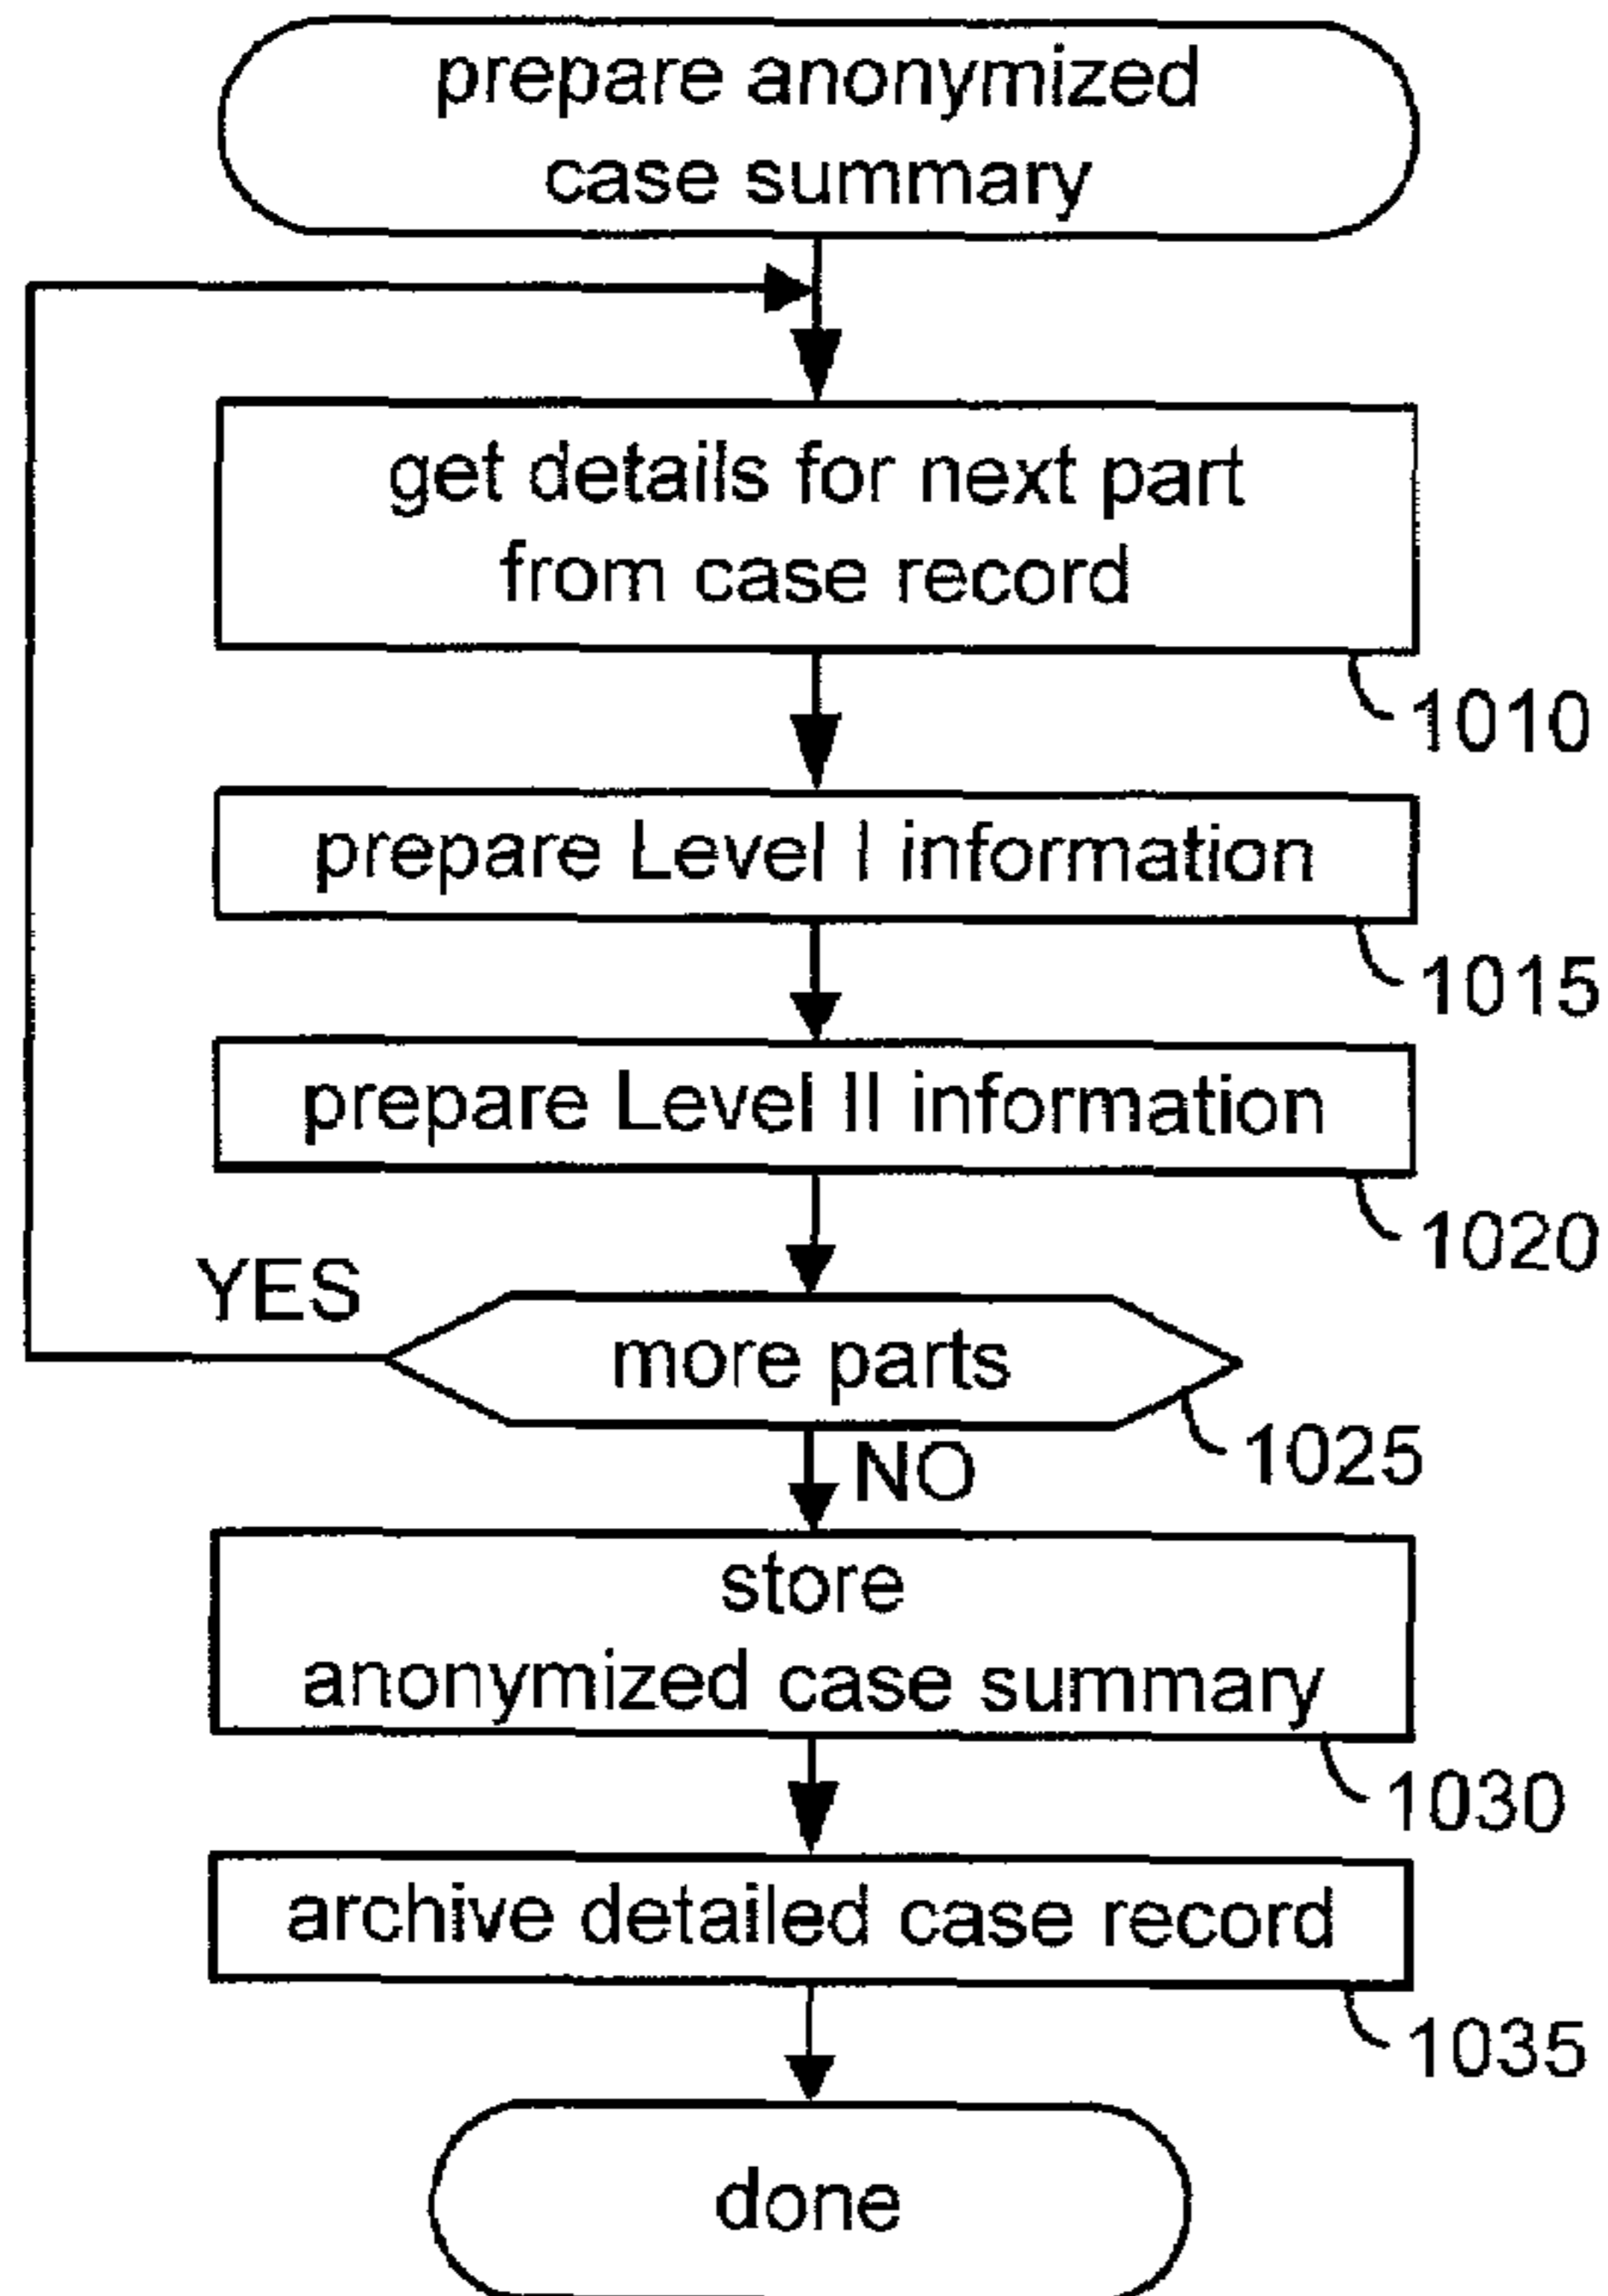 prepare anonymized
case summary
get details for next part
from case record
1010
prepare Level I information
1015
prepare Level II information
1020
YES
more parts
1025
NO
store
anonymized case summary
1030
archive detailed case record
1035
done